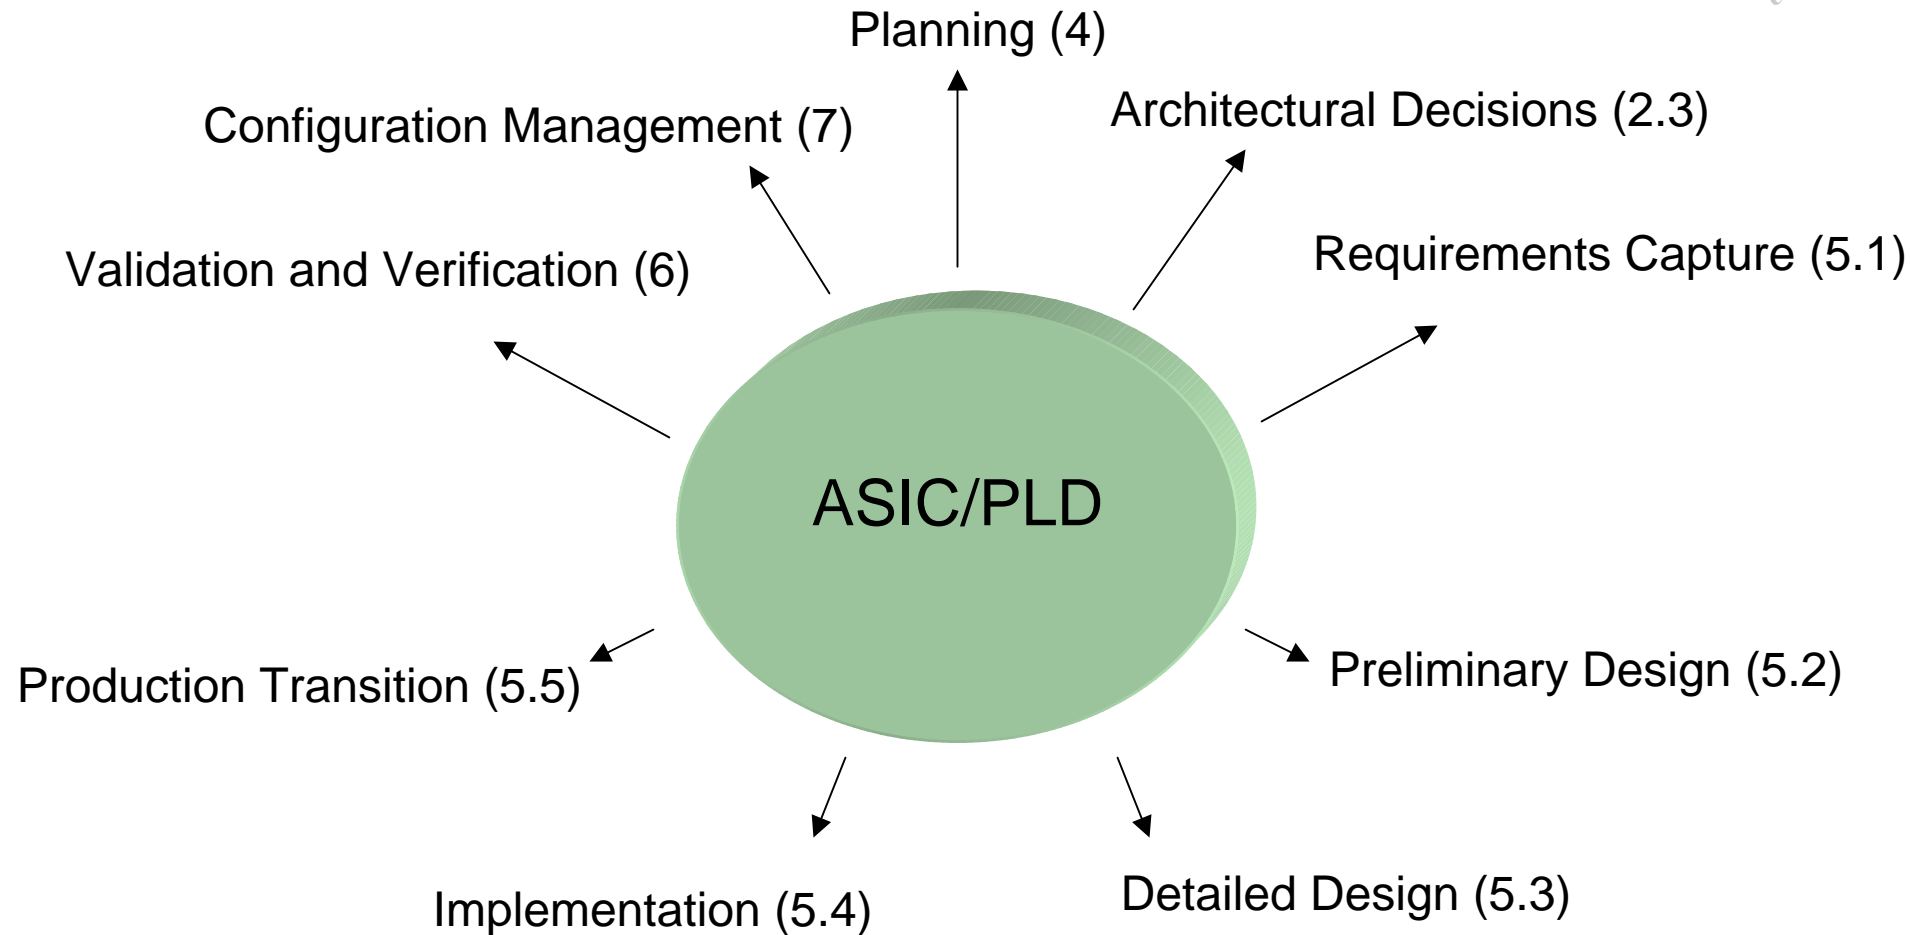 Planning (4)
Architectural Decisions (2.3)
Configuration Management (7)
Requirements Capture (5.1)
Validation and Verification (6)
ASIC/PLD
Preliminary Design (5.2)
Production Transition (5.5)
Detailed Design (5.3)
Implementation (5.4)